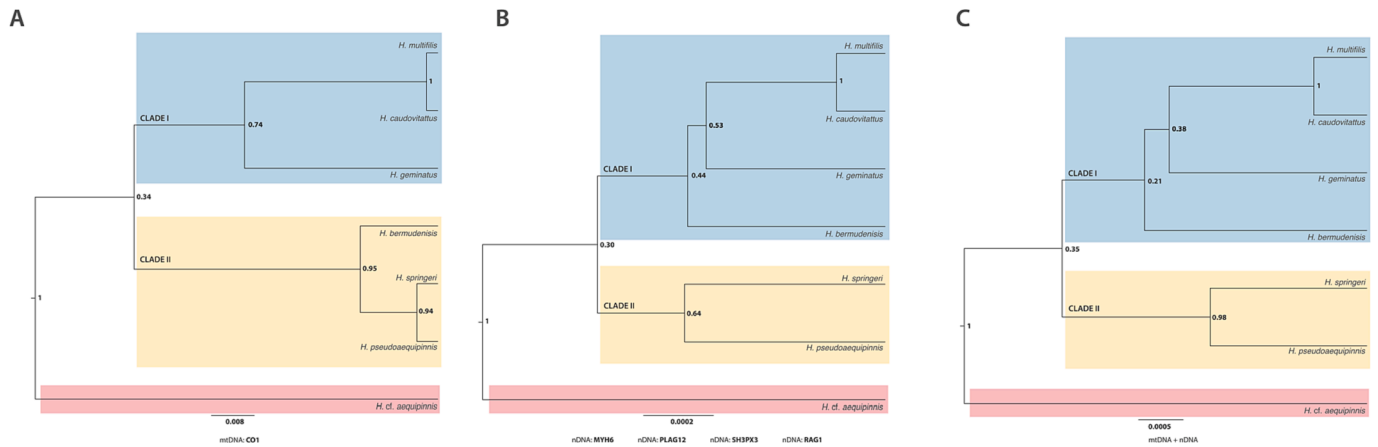 A
H. multifilis
1
H. caudovitattus
CLADE I
0.74
H. geminatus
0.34
H. bermudenisis
CLADE II
0.95
H. springeri
0.94
H. pseudoaequipinnis
1
H. cf. aequipinnis
0.008
mtDNA: CO1
B
H. multifilis
1
H. caudovitattus
0.53
CLADE I
H. geminatus
0.44
H. bermudenisis
0.30
H. springeri
CLADE II
0.64
H. pseudoaequipinnis
1
H. cf. aequipinnis
0.0002
nDNA: MYH6 nDNA: PLAG12 nDNA: SH3PX3 nDNA: RAG1
C
H. multifilis
1
H. caudovitattus
0.38
CLADE I
H. geminatus
0.21
H. bermudenisis
0.35
H. springeri
CLADE II
0.98
H. pseudoaequipinnis
1
H. cf. aequipinnis
0.0005
mtDNA + nDNA